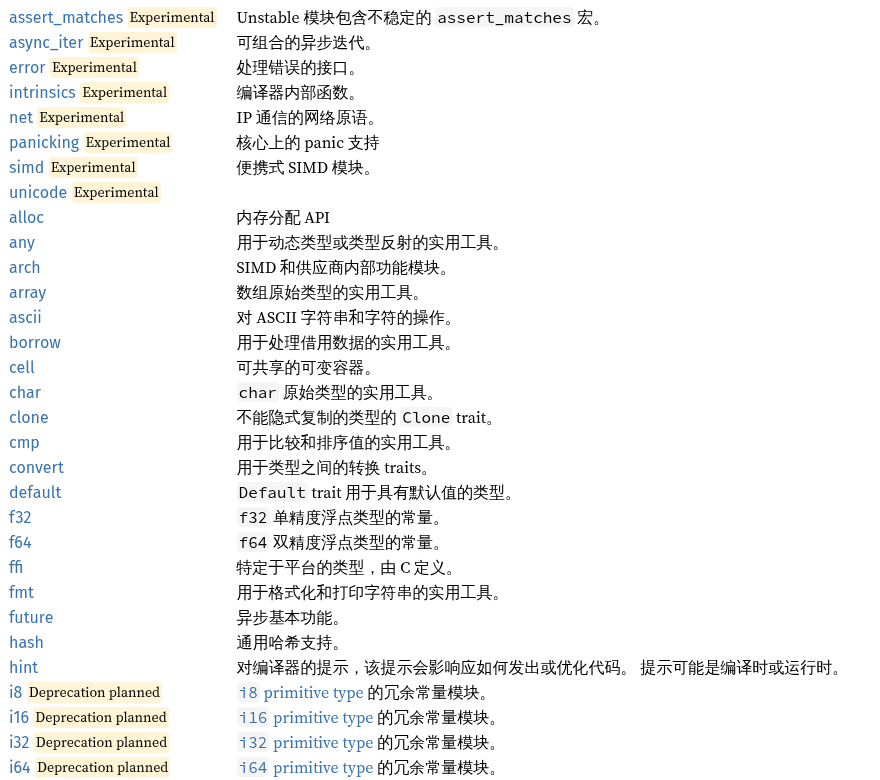 assert_matches Experimental Unstable 模块包含不稳定的 assert_matches 宏。
async_iter Experimental 可组合的异步迭代。
error Experimental 处理错误的接口。
intrinsics Experimental 编译器内部函数。
net Experimental IP 通信的网络原语。
panicking Experimental 核心上的 panic 支持
simd Experimental 便携式 SIMD 模块。
unicode Experimental
alloc 内存分配 API
any 用于动态类型或类型反射的实用工具。
arch SIMD 和供应商内部功能模块。
array 数组原始类型的实用工具。
ascii 对 ASCII 字符串和字符的操作。
borrow 用于处理借用数据的实用工具。
cell 可共享的可变容器。
char char 原始类型的实用工具。
clone 不能隐式复制的类型的 Clone trait。
cmp 用于比较和排序值的实用工具。
convert 用于类型之间的转换 traits。
default Default trait 用于具有默认值的类型。
f32 f32 单精度浮点类型的常量。
f64 f64 双精度浮点类型的常量。
ffi 特定于平台的类型，由 C 定义。
fmt 用于格式化和打印字符串的实用工具。
future 异步基本功能。
hash 通用哈希支持。
hint 对编译器的提示，该提示会影响应如何发出或优化代码。 提示可能是编译时或运行时。
i8 Deprecation planned i8 primitive type 的冗余常量模块。
i16 Deprecation planned i16 primitive type 的冗余常量模块。
i32 Deprecation planned i32 primitive type 的冗余常量模块。
i64 Deprecation planned i64 primitive type 的冗余常量模块。